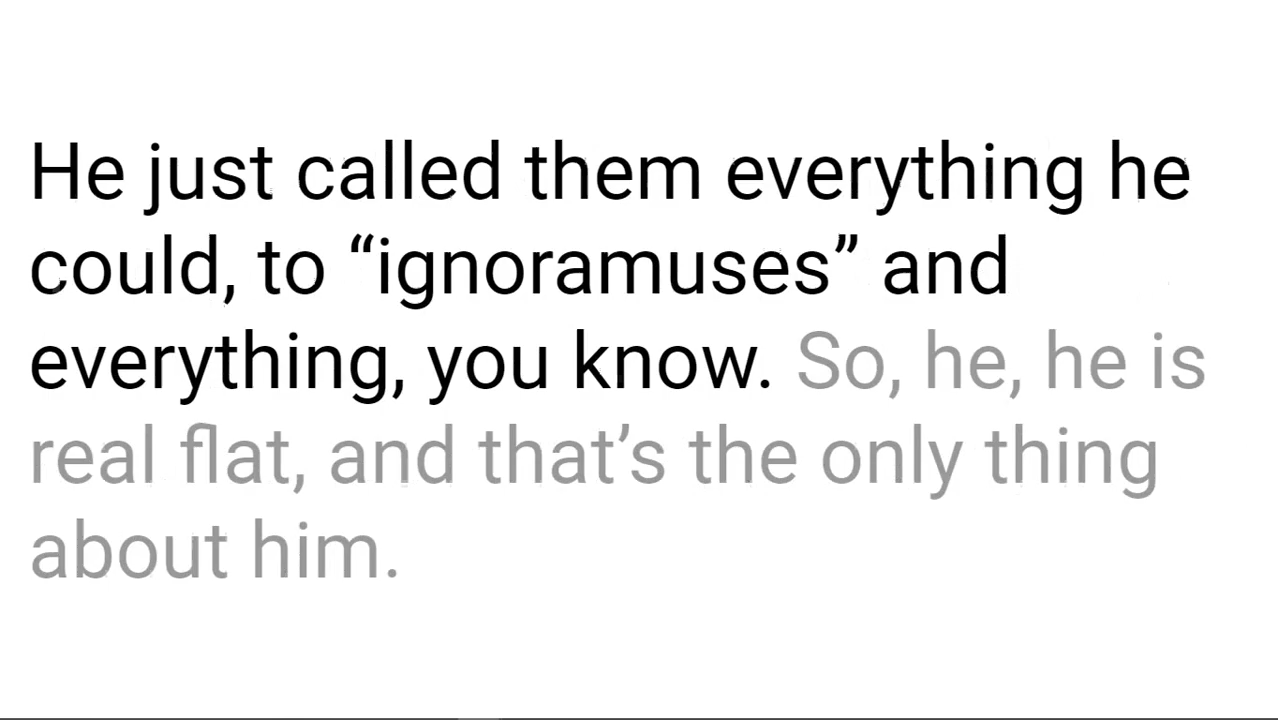 He just called them everything he
could, to “ignoramuses” and
everything, you know. So, he, he is
real flat, and that’s the only thing
about him.